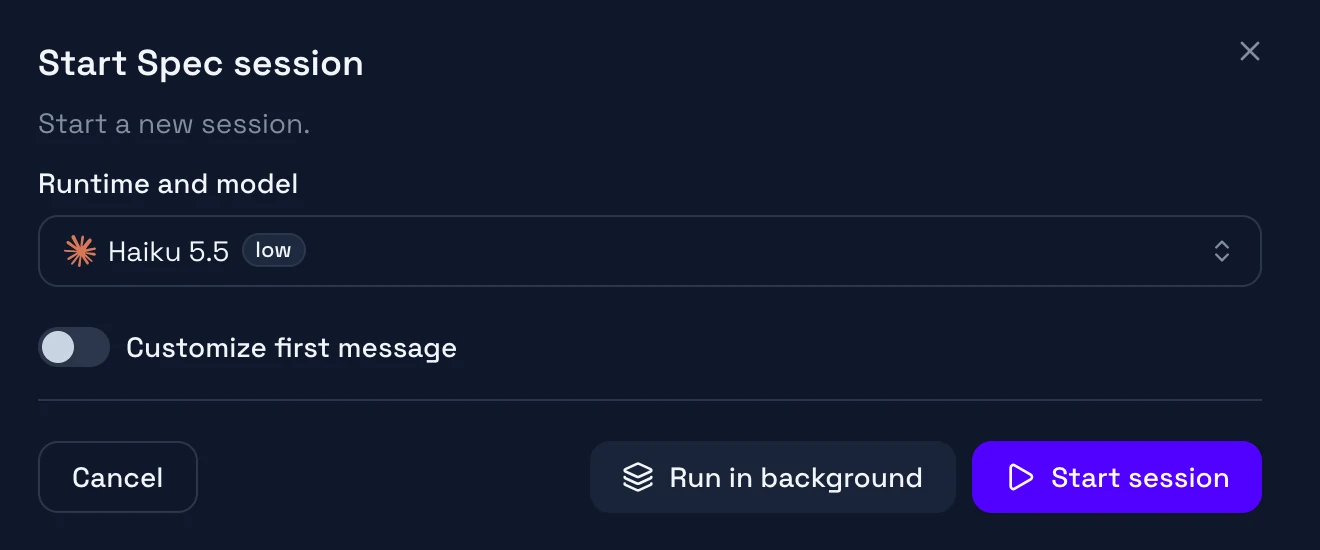 Start Spec session
Start a new session.
Runtime and model
Haiku 5.5 low
Customize first message
Cancel
Run in background
Start session